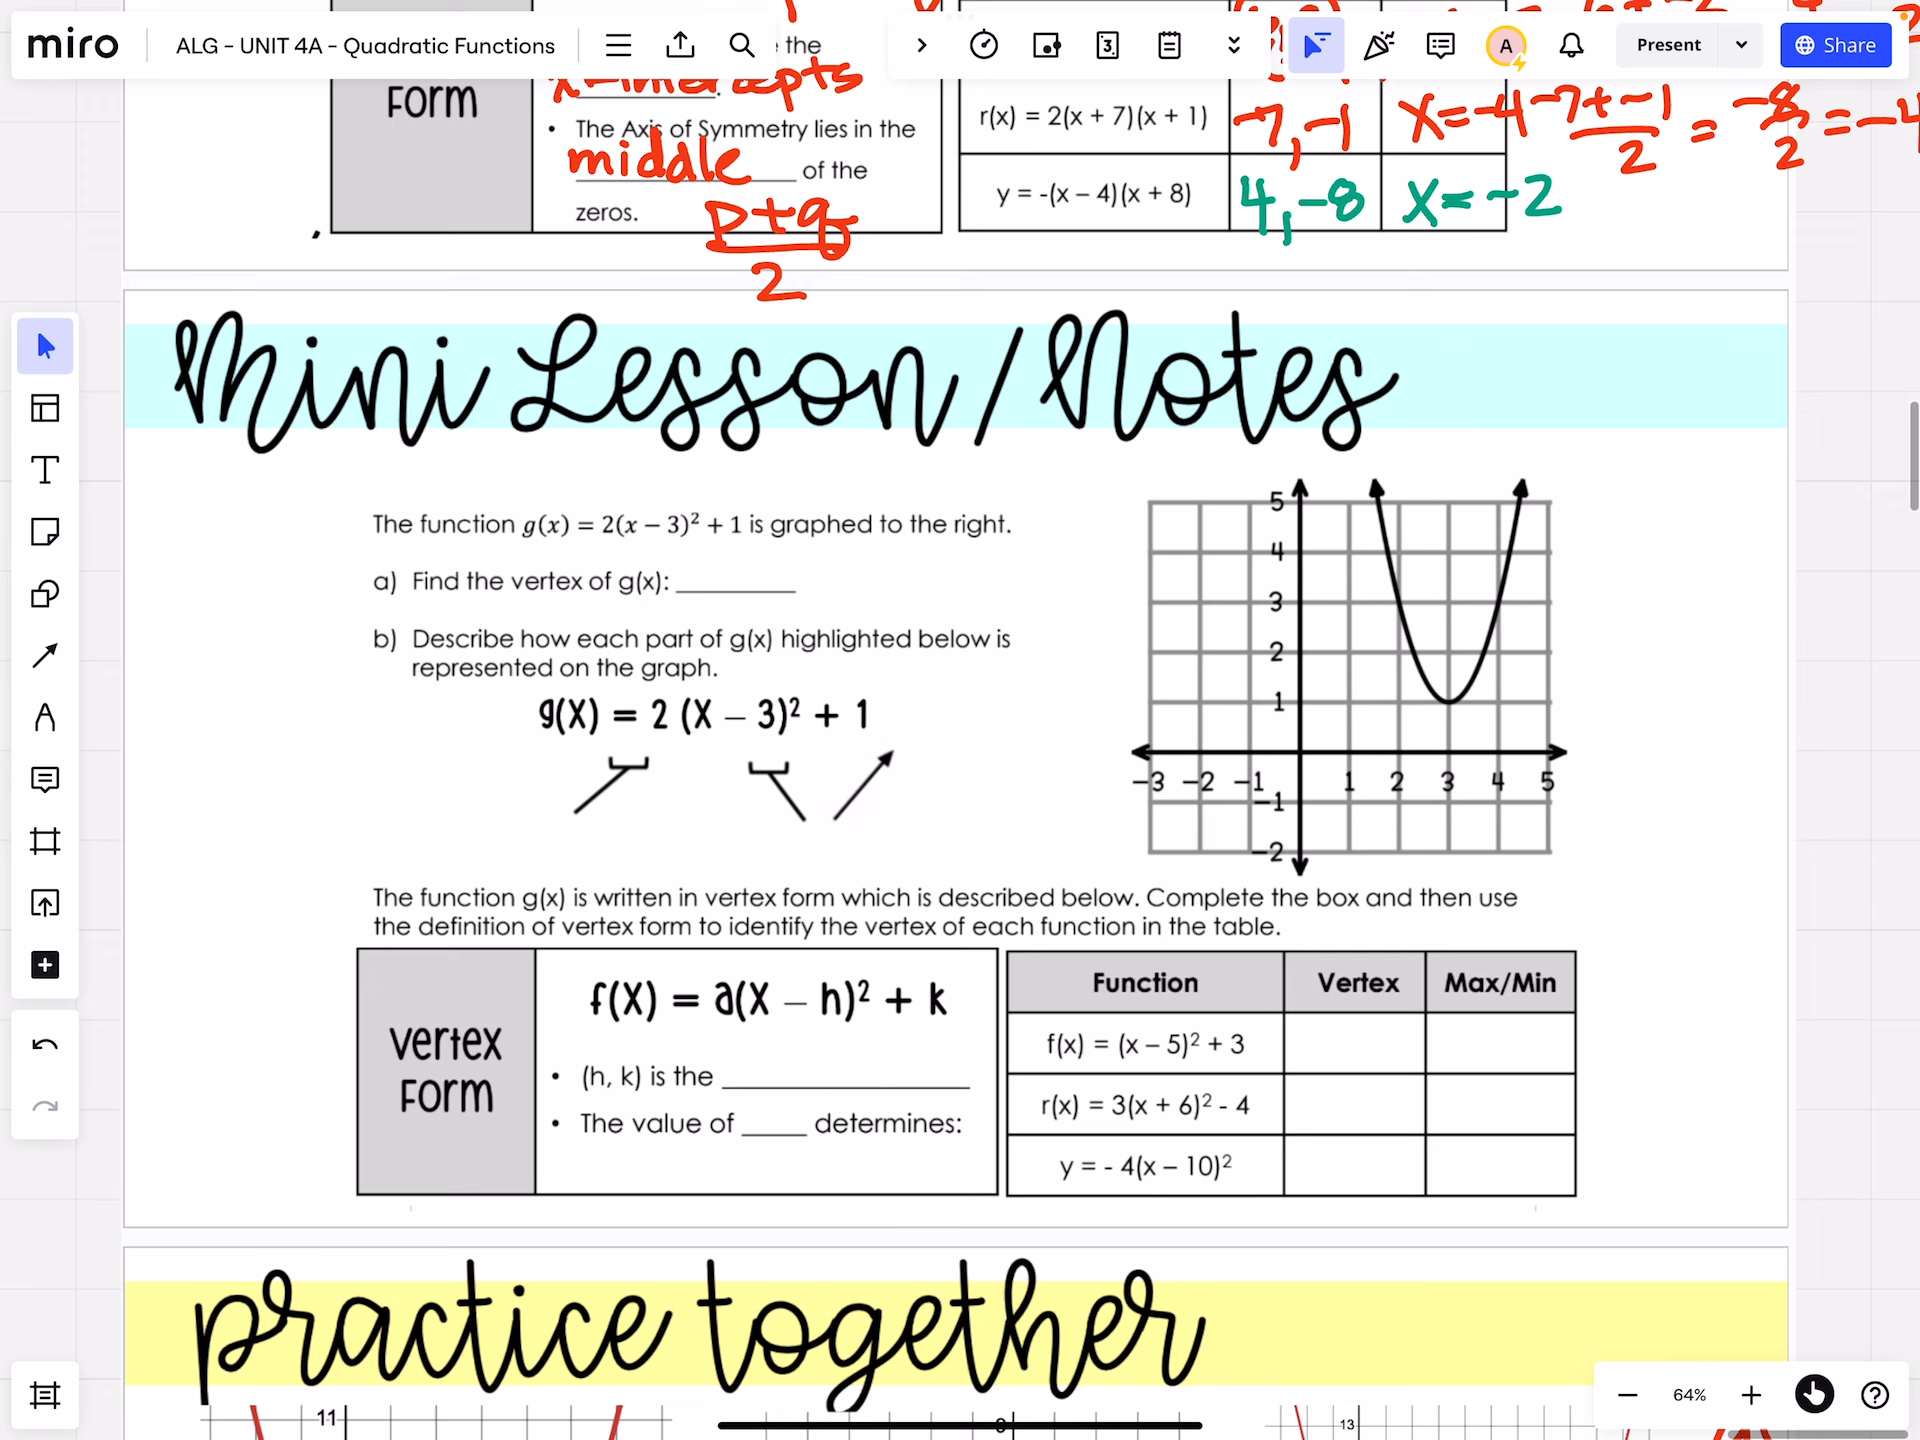 miro
ALG - UNIT 4A - Quadratic Functions
3
A
Present
Share
the
Form
x-intercepts
• The Axis of Symmetry lies in the
middle of the
zeros.
p+q
2
r(x) = 2(x + 7)(x + 1)
-7, -1
x=-4
-7+-1
2
=
-8
2
= -4
y = -(x – 4)(x + 8)
4, -8
x= -2
Mini Lesson/Notes
The function g(x) = 2(x – 3)² + 1 is graphed to the right.
a) Find the vertex of g(x): ________
b) Describe how each part of g(x) highlighted below is
represented on the graph.
g(x) = 2 (x – 3)² + 1
5
4
3
2
1
-3 -2 -1 1 2 3 4 5
-1
-2
The function g(x) is written in vertex form which is described below. Complete the box and then use
the definition of vertex form to identify the vertex of each function in the table.
Vertex
Form
f(x) = a(x – h)² + k
• (h, k) is the ________________
• The value of ____ determines:
Function Vertex Max/Min
f(x) = (x – 5)² + 3
r(x) = 3(x + 6)² - 4
y = - 4(x – 10)²
practice together
11
9
13
64%